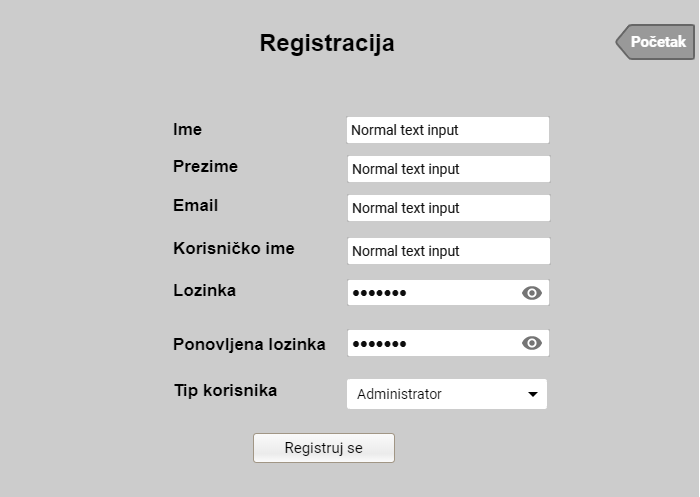 Registracija
Početak
Ime
Normal text input
Prezime
Normal text input
Email
Normal text input
Korisničko ime
Normal text input
Lozinka
•••••••
Ponovljena lozinka
•••••••
Tip korisnika
Administrator
Registruj se